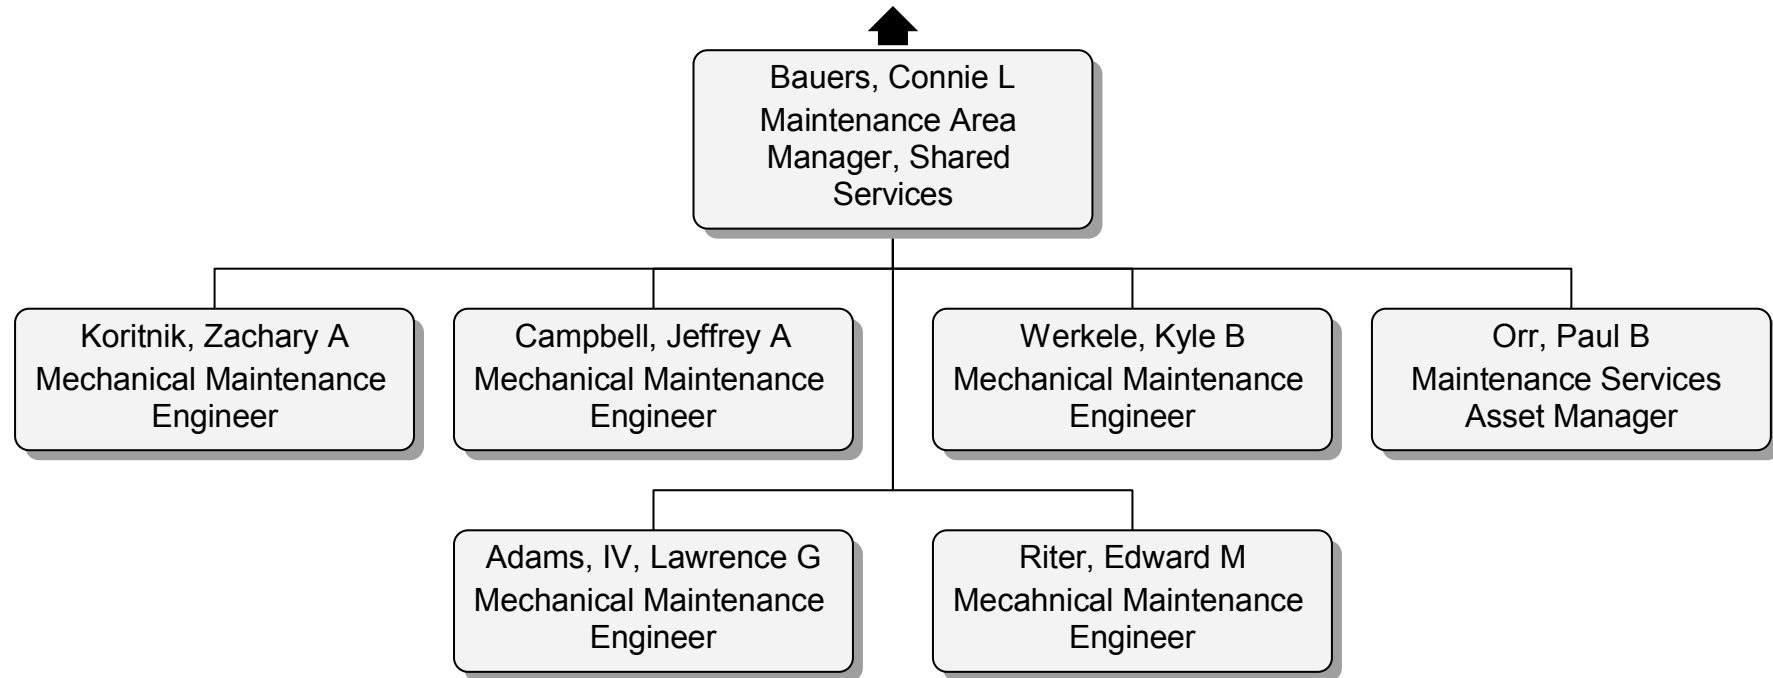 Bauers, Connie L
Maintenance Area
Manager, Shared
Services
Koritnik, Zachary A
Mechanical Maintenance
Engineer
Campbell, Jeffrey A
Mechanical Maintenance
Engineer
Werkele, Kyle B
Mechanical Maintenance
Engineer
Orr, Paul B
Maintenance Services
Asset Manager
Adams, IV, Lawrence G
Mechanical Maintenance
Engineer
Riter, Edward M
Mecahnical Maintenance
Engineer